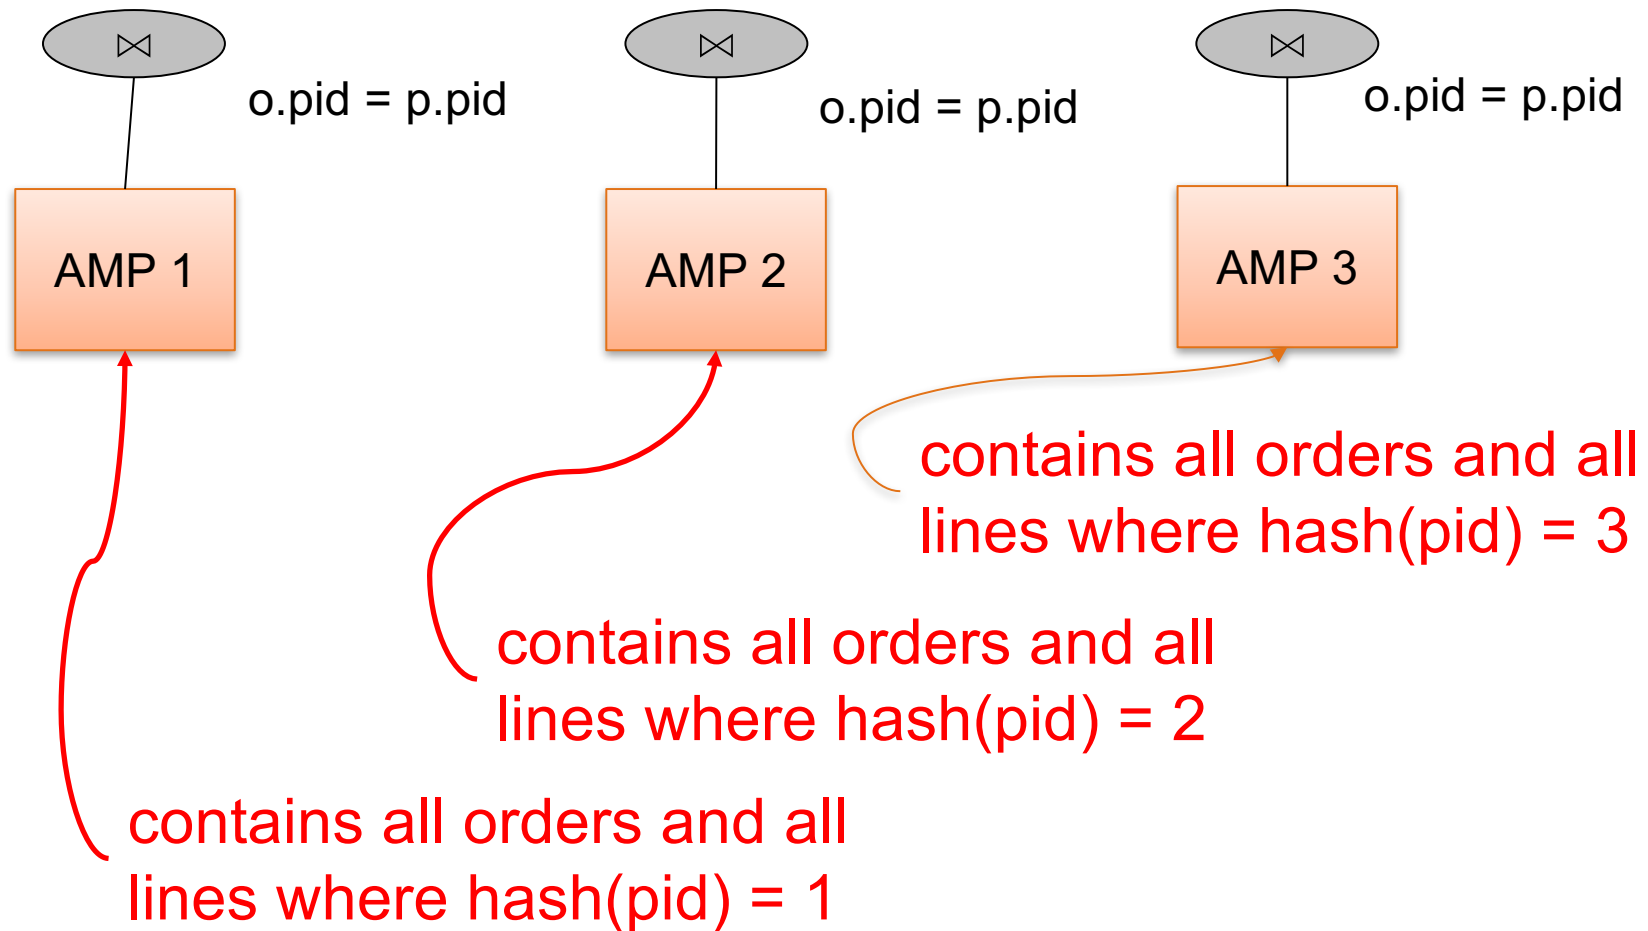 ⋈
⋈
⋈
o.pid = p.pid
o.pid = p.pid
o.pid = p.pid
AMP 1
AMP 2
AMP 3
contains all orders and all
lines where hash(pid) = 3
contains all orders and all
lines where hash(pid) = 2
contains all orders and all
lines where hash(pid) = 1